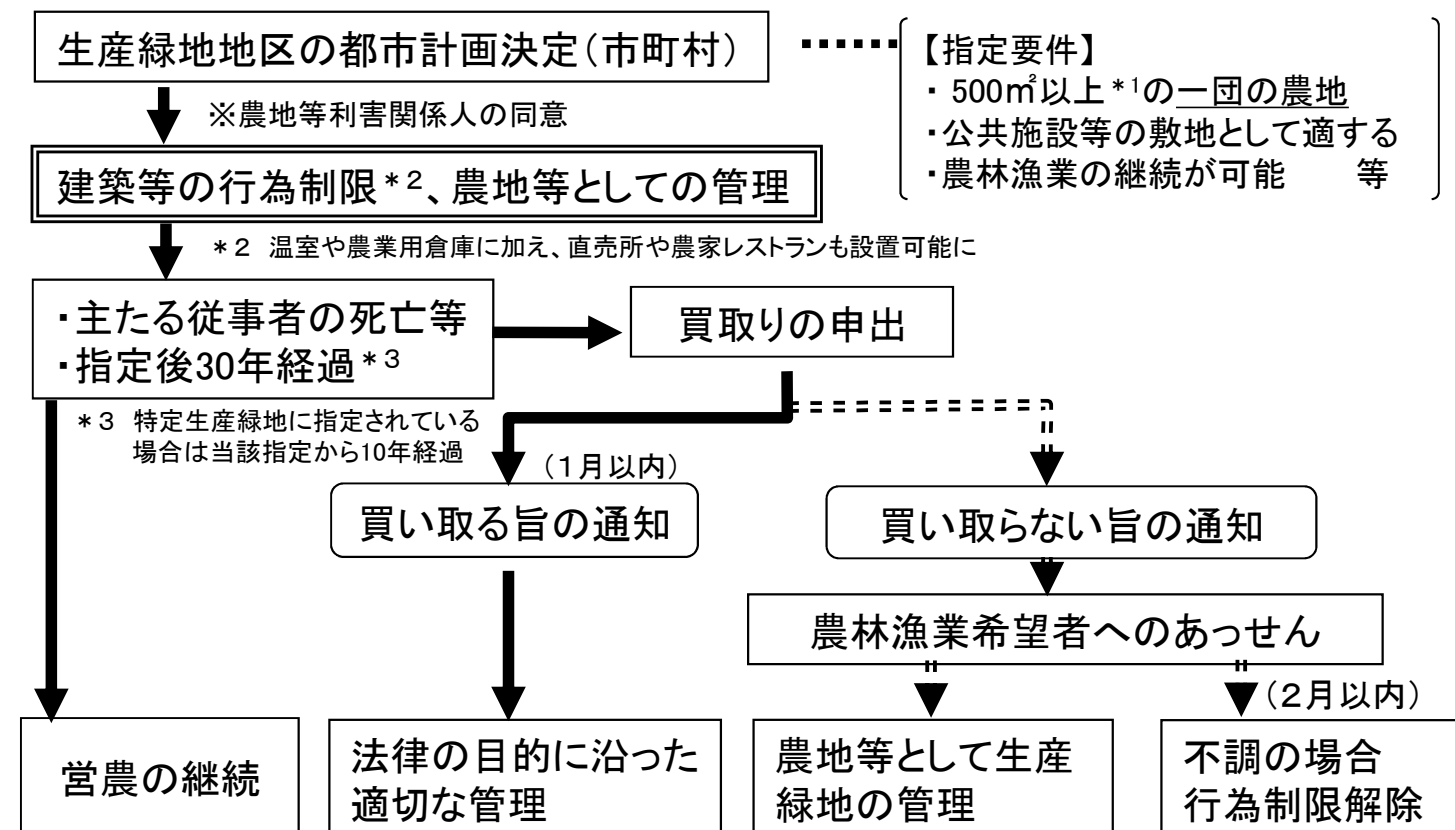 生産緑地地区の都市計画決定(市町村)
【指定要件】
・500㎡以上*1の一団の農地
・公共施設等の敷地として適する
・農林漁業の継続が可能　　等
※農地等利害関係人の同意
建築等の行為制限*2、農地等としての管理
*2　温室や農業用倉庫に加え、直売所や農家レストランも設置可能に
・主たる従事者の死亡等
・指定後30年経過*3
買取りの申出
*3　特定生産緑地に指定されている
場合は当該指定から10年経過
(1月以内)
買い取る旨の通知
買い取らない旨の通知
農林漁業希望者へのあっせん
(2月以内)
営農の継続
法律の目的に沿った
適切な管理
農地等として生産
緑地の管理
不調の場合
行為制限解除